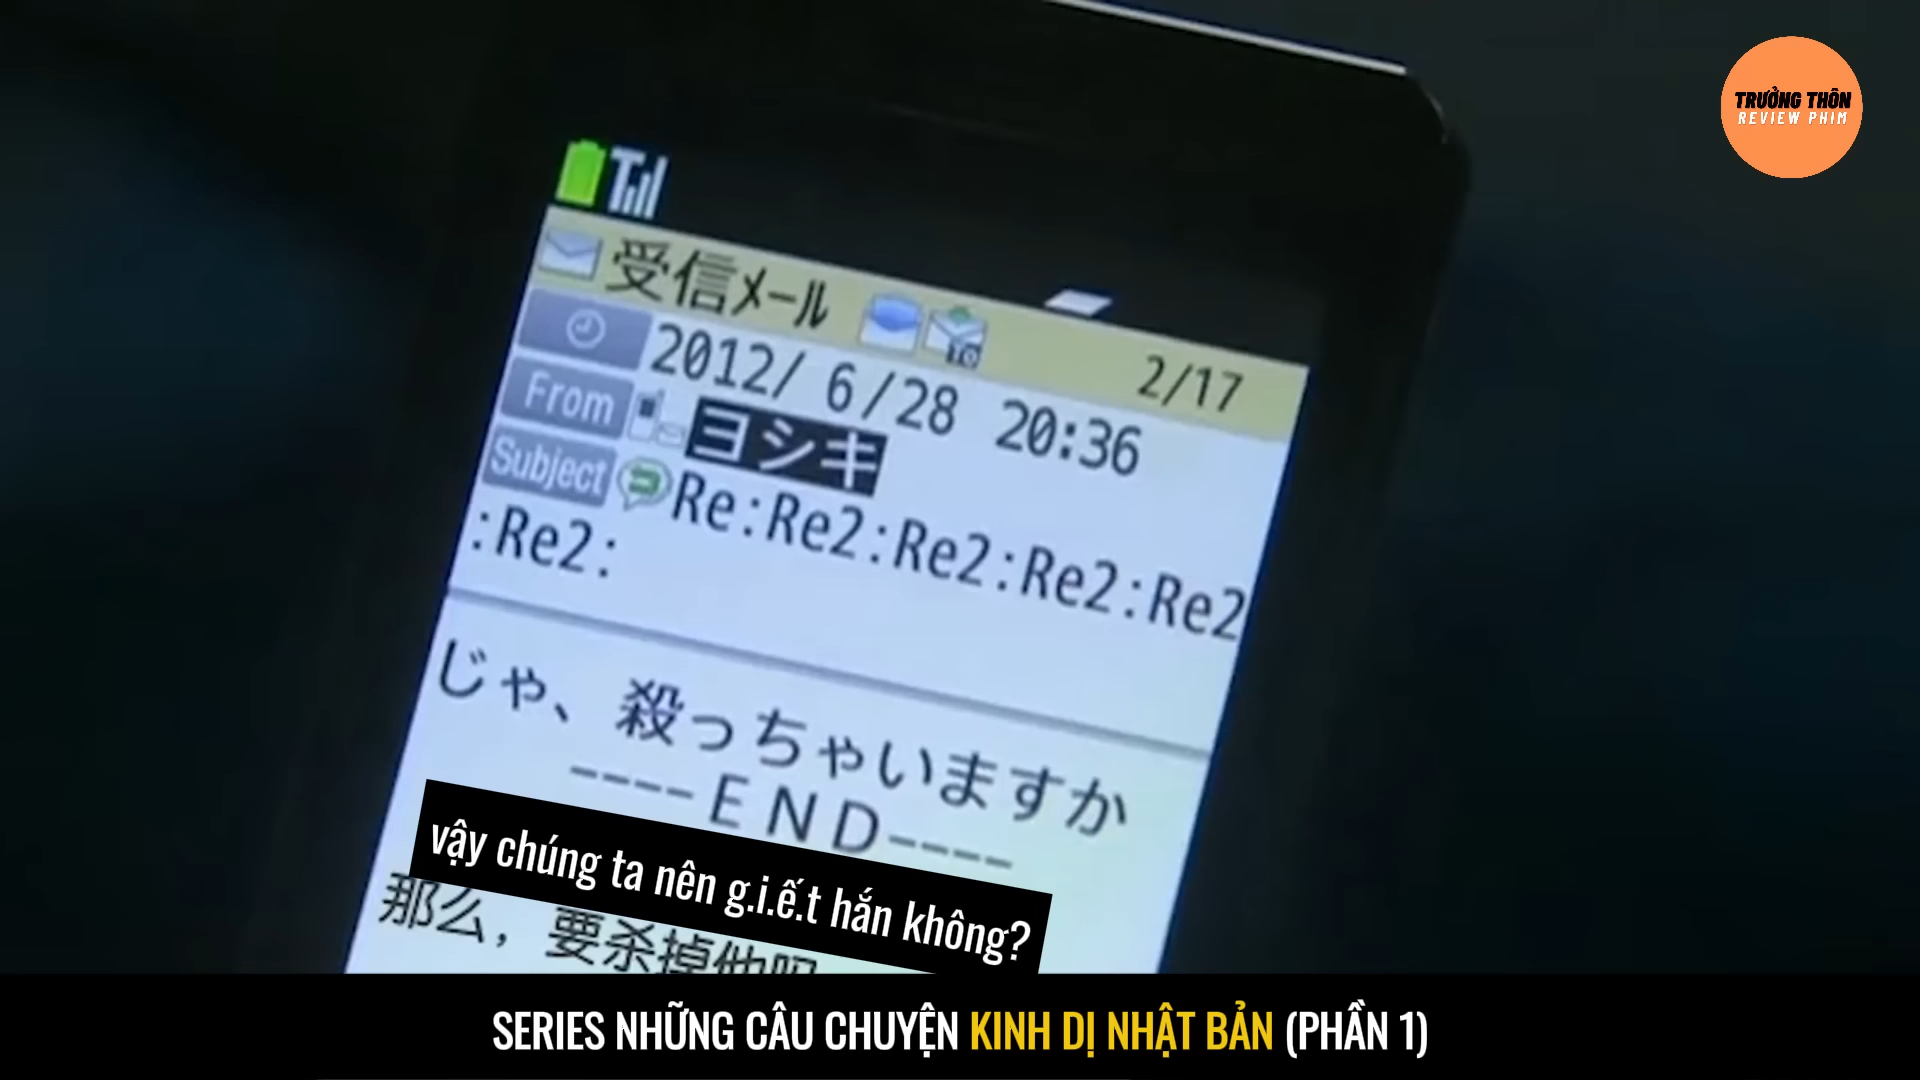 TRƯỞNG THÔN
REVIEW PHIM
受信メール 2/17
2012/ 6/28 20:36
From ヨシキ
Subject Re:Re2:Re2:Re2:Re2
:Re2:
じゃ、殺っちゃいますか
----END----
vậy chúng ta nên g.i.ế.t hắn không?
那么，要杀掉他吗
SERIES NHỮNG CÂU CHUYỆN KINH DỊ NHẬT BẢN (PHẦN 1)